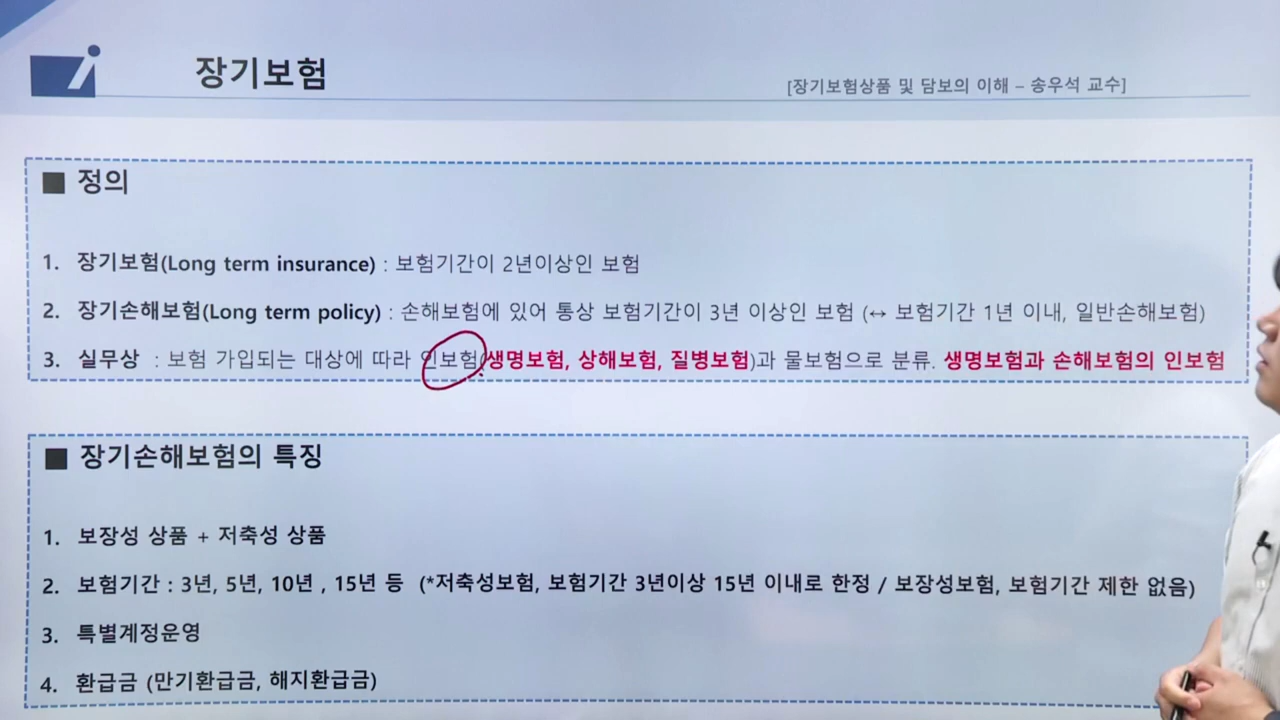 장기보험
[장기보험상품 및 담보의 이해 – 송우석 교수]
■ 정의
1. 장기보험(Long term insurance) : 보험기간이 2년이상인 보험
2. 장기손해보험(Long term policy) : 손해보험에 있어 통상 보험기간이 3년 이상인 보험 (↔ 보험기간 1년 이내, 일반손해보험)
3. 실무상 : 보험 가입되는 대상에 따라 인보험(생명보험, 상해보험, 질병보험)과 물보험으로 분류. 생명보험과 손해보험의 인보험
■ 장기손해보험의 특징
1. 보장성 상품 + 저축성 상품
2. 보험기간 : 3년, 5년, 10년 , 15년 등 (*저축성보험, 보험기간 3년이상 15년 이내로 한정 / 보장성보험, 보험기간 제한 없음)
3. 특별계정운영
4. 환급금 (만기환급금, 해지환급금)